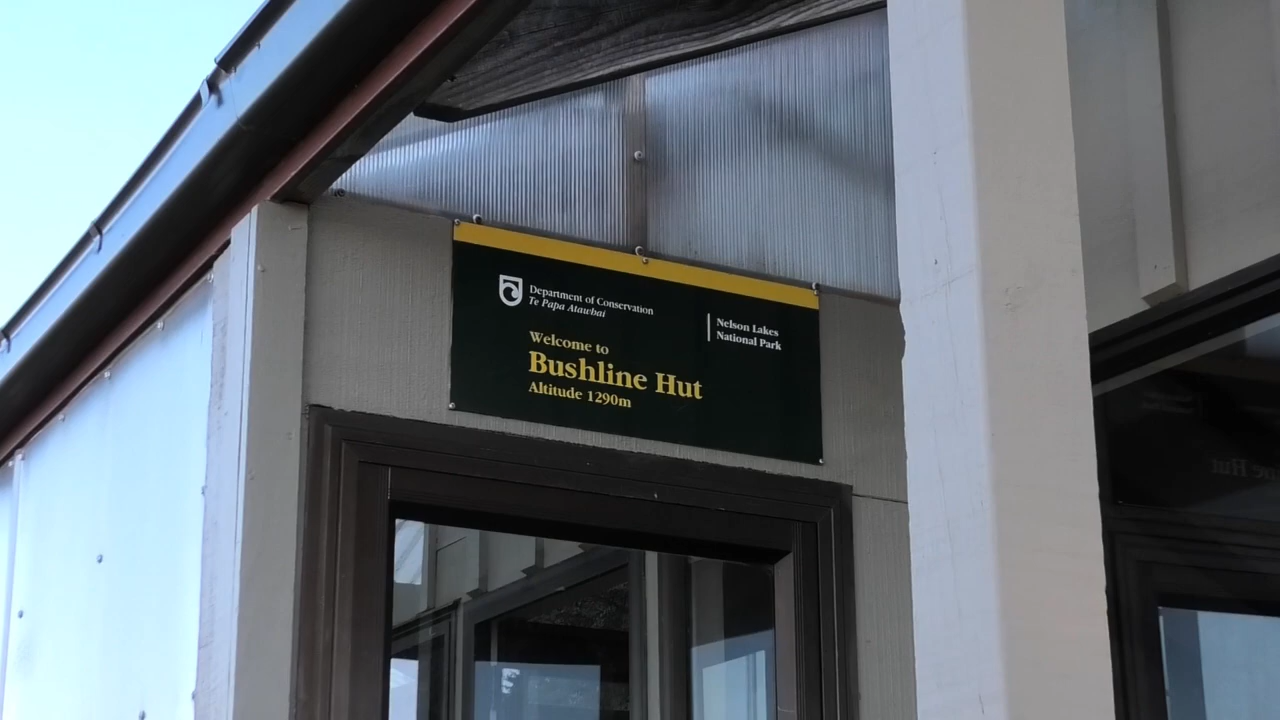 Department of Conservation
Te Papa Atawhai
Nelson Lakes
National Park
Welcome to
Bushline Hut
Altitude 1290m